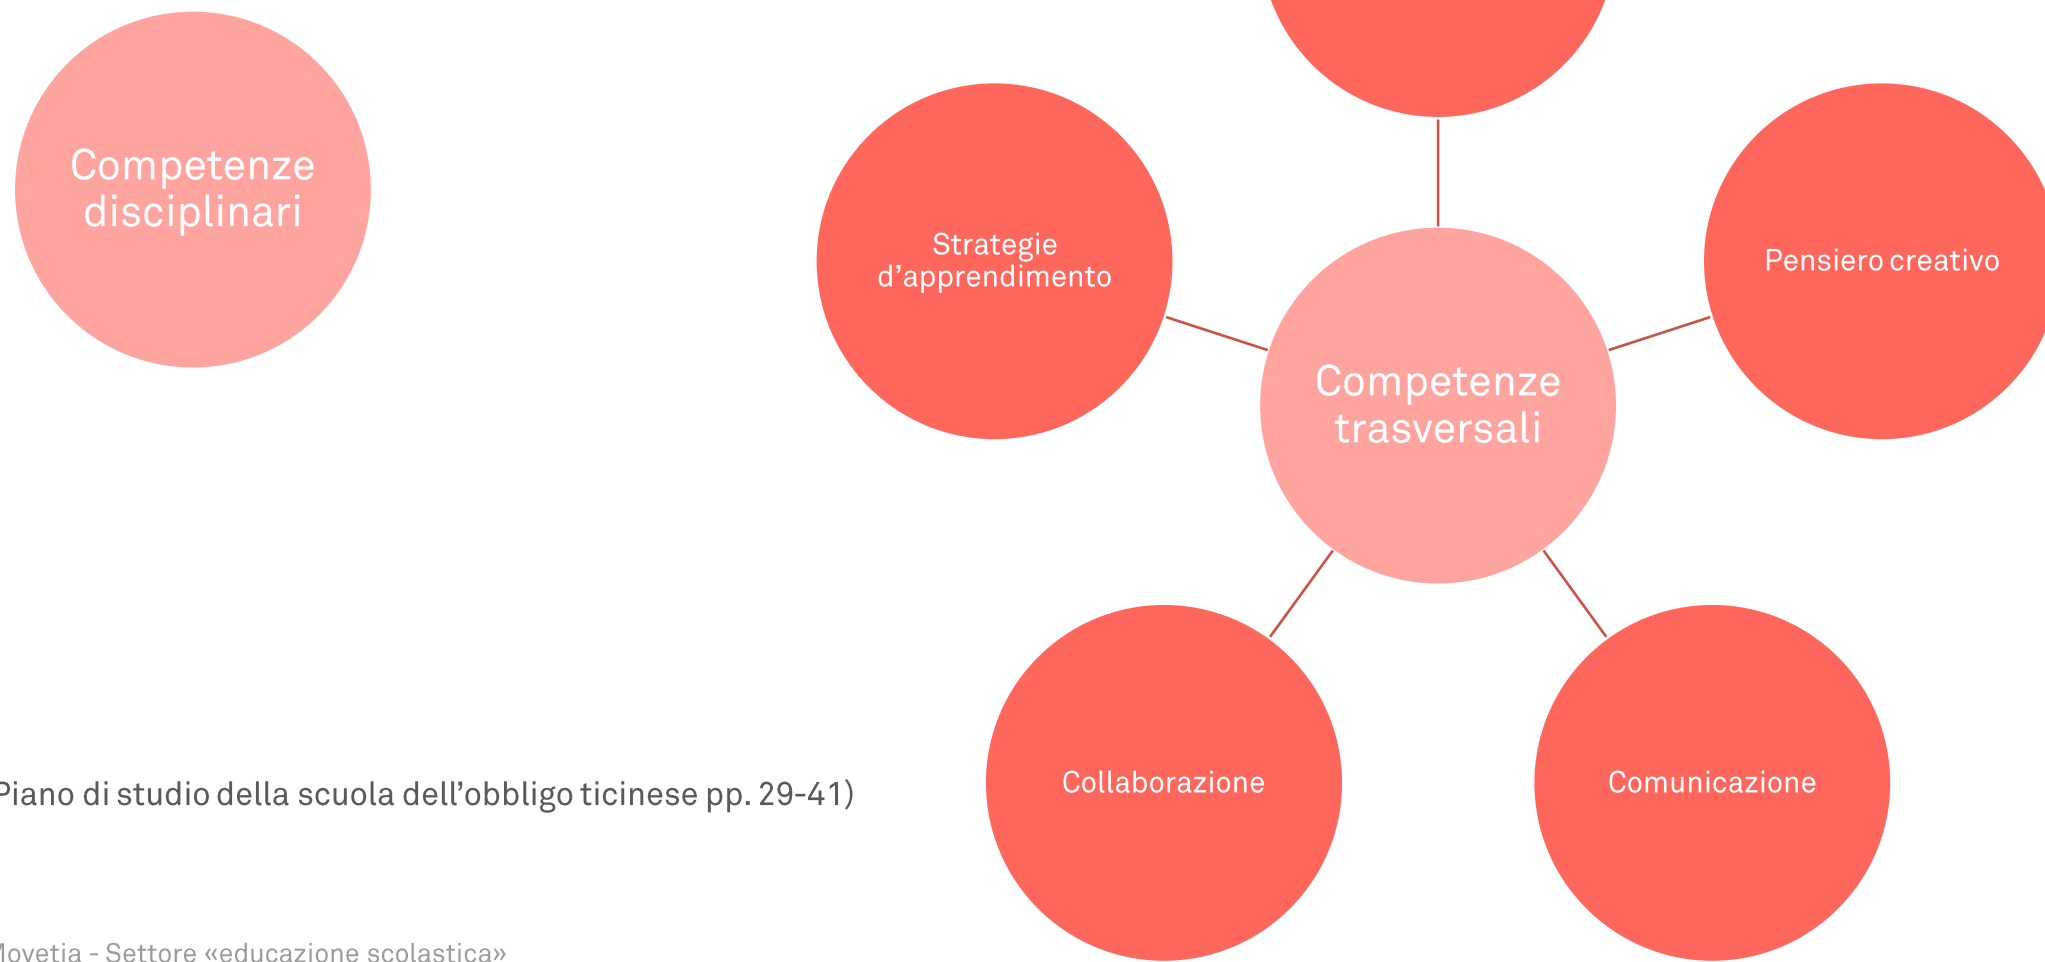 Competenze
disciplinari
Strategie
d’apprendimento
Pensiero creativo
Competenze
trasversali
Collaborazione
Comunicazione
Piano di studio della scuola dell’obbligo ticinese pp. 29-41)
Movetia - Settore «educazione scolastica»